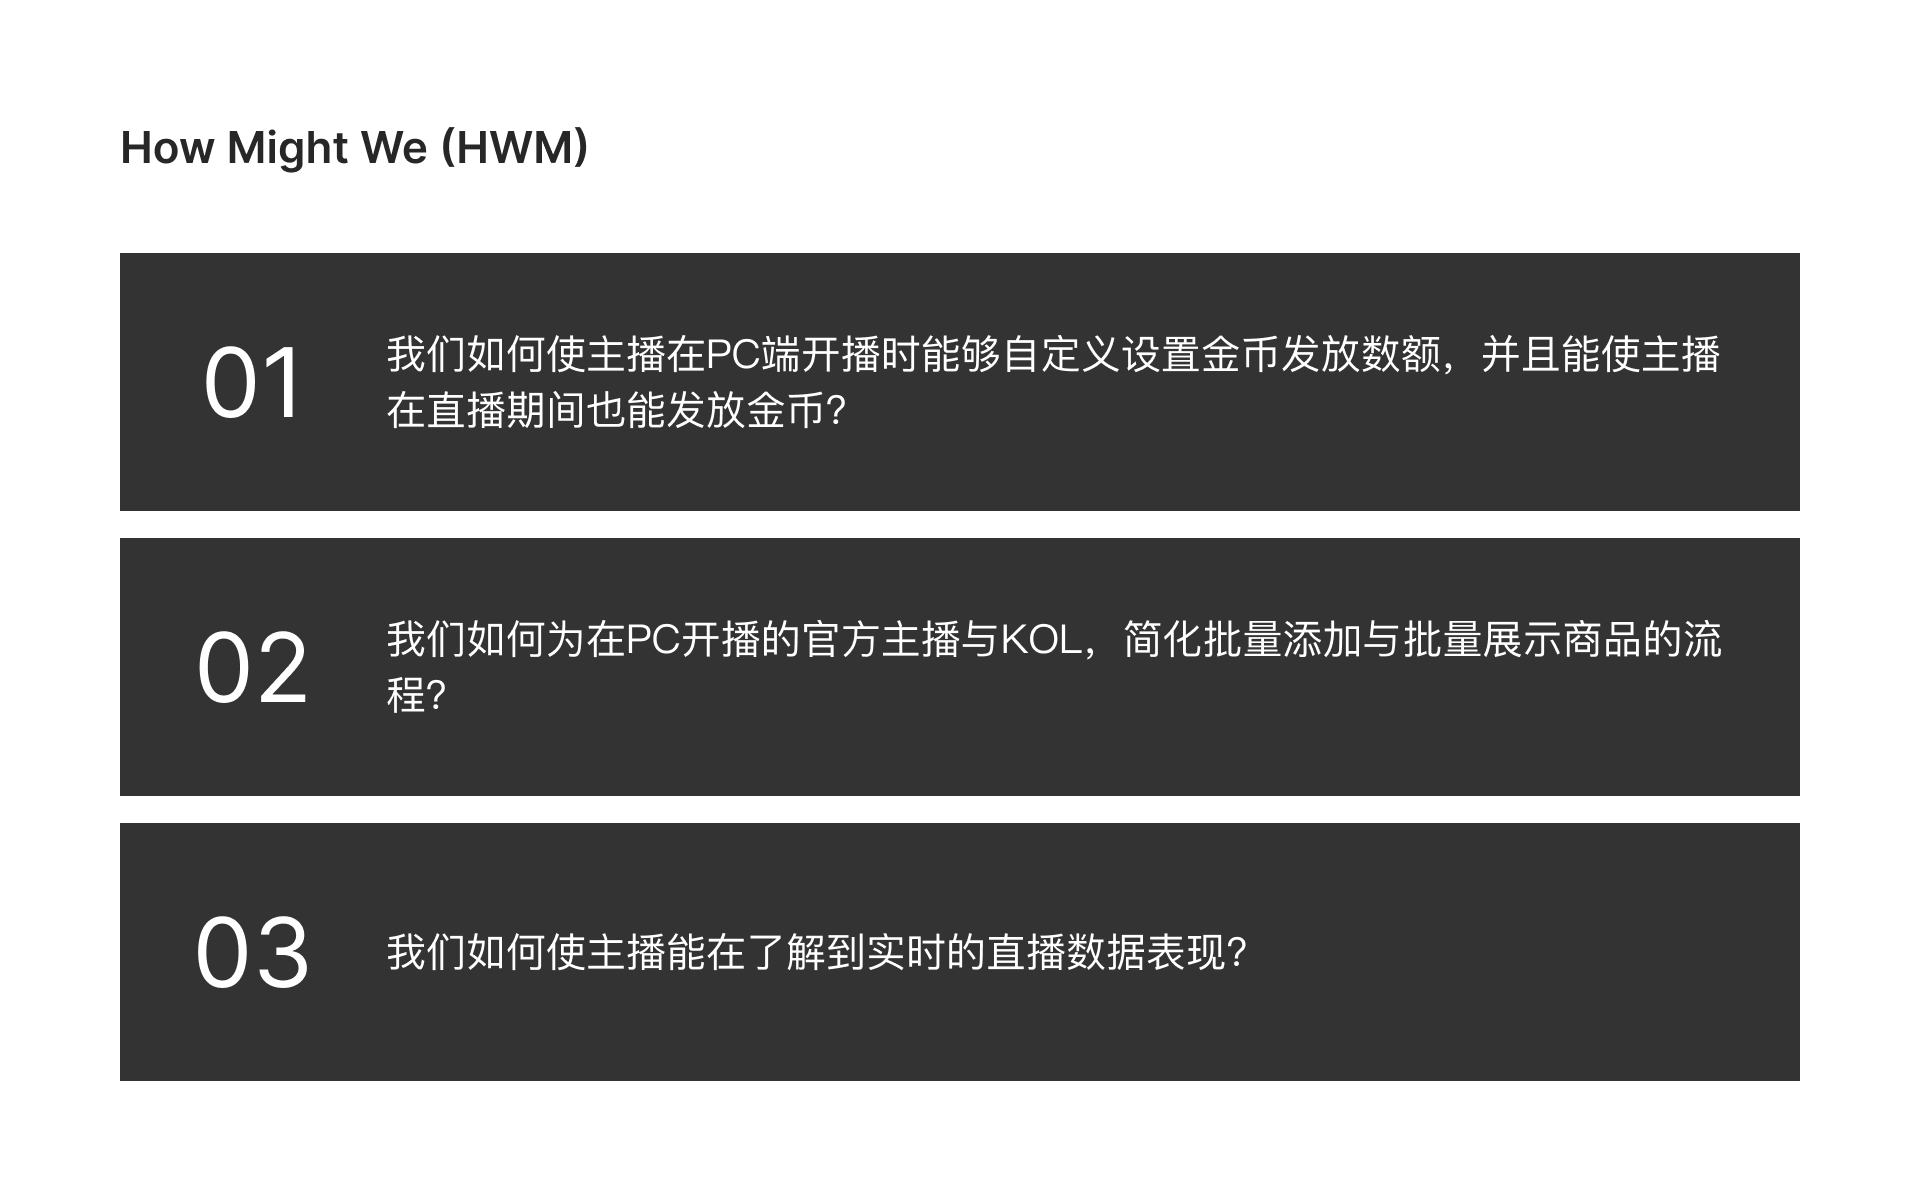 How Might We (HWM)
01
我们如何使主播在PC端开播时能够自定义设置金币发放数额，并且能使主播
在直播期间也能发放金币？
02
我们如何为在PC开播的官方主播与KOL，简化批量添加与批量展示商品的流
程？
03
我们如何使主播能在了解到实时的直播数据表现？